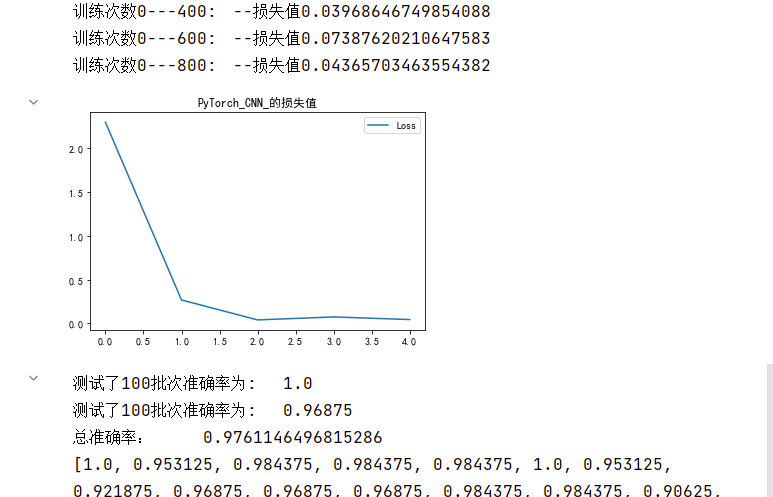 训练次数0---400: --损失值0.03968646749854088
训练次数0---600: --损失值0.07387620210647583
训练次数0---800: --损失值0.04365703463554382
PyTorch_CNN_的损失值
Loss
2.0
1.5
1.0
0.5
0.0
0.0 0.5 1.0 1.5 2.0 2.5 3.0 3.5 4.0
测试了100批次准确率为: 1.0
测试了100批次准确率为: 0.96875
总准确率: 0.9761146496815286
[1.0, 0.953125, 0.984375, 0.984375, 0.984375, 1.0, 0.953125,
0.921875, 0.96875, 0.96875, 0.96875, 0.984375, 0.984375, 0.90625,